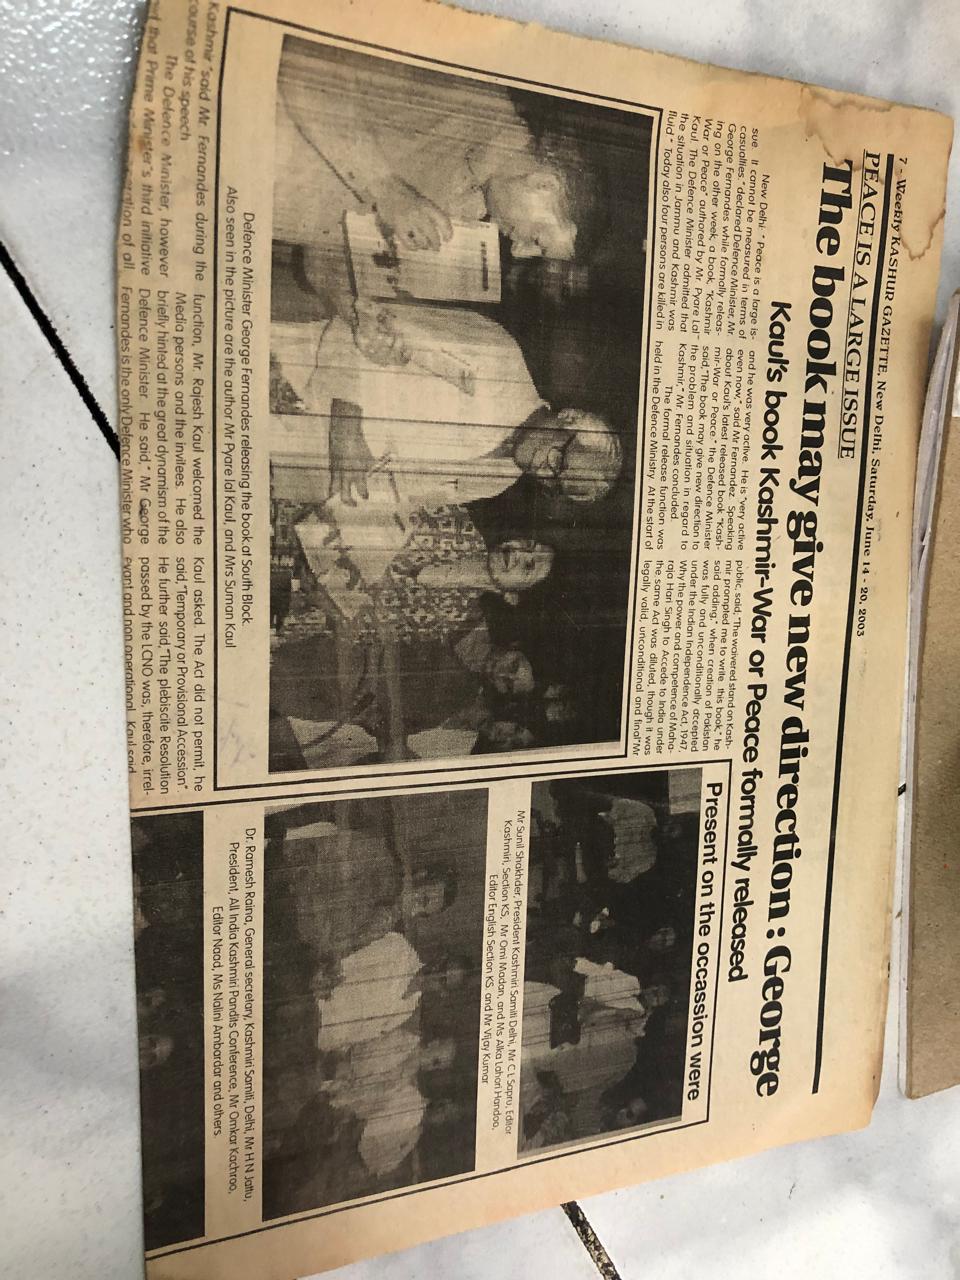 7 - Weekly KASHUR GAZETTE, New Delhi, Saturday, June 14 - 20, 2003
PEACE IS A LARGE ISSUE
The book may give new direction : George
Kaul's book Kashmir-War or Peace formally released
New Delhi: " Peace is a large is-
sue. It cannot be measured in terms of
casualties." declared Defence Minister, Mr.
George Fernandes while formally releas-
ing on the other week, a book, "Kashmir
War or Peace" authored by Mr. Pyare Lal
Kaul. The Defence Minister admitted that
the situation in Jammu and Kashmir was
fluid." Today also four persons are killed in
and he was very active. He is "very active
even now," said Mr Fernandez. Speaking
about Kaul's latest released book "Kash-
mir-War or Peace." the Defence Minister
said,"The book may give new direction to
the problem and situation in regard to
Kashmir," Mr. Fernandes concluded.
The formal release function was
held in the Defence Ministry. At the start of
public, said; "The waivered stand on Kash-
mir prompted me to write this book," he
said adding," when creation of Pakistan
was fully and unconditionally accepted
under the Indian Independence Act, 1947,
Why the power and competence of Maha-
raja Hari Singh to Accede to India under
the same Act was diluted, though it was
legally valid, unconditional and final"Mr
Present on the occassion were
Mr Sunil Shakhder, President Kashmiri Samiti Delhi, Mr C L Sapru, Editor
Kashmiri, Section KS, Mr Omi Madan, and Ms Alka Lahori Handoo,
Editor English Section KS. and Mr Vijay Kumar
Dr. Ramesh Raina, General secretary, Kashmiri Samiti, Delhi, Mr H N Jattu,
President, All India Kashmiri Pandits Conference, Mr Omkar Kachroo,
Editor Naad, Ms Nalini Ambardar and others.
Defence Minister George Fernandes releasing the book.at South Block.
Also seen in the picture are the author Mr Pyare lal Kaul, and Mrs Suman Kaul
Kashmir "said Mr. Fernandes during the
course of his speech
The Defence Minister, however
that Prime Minister's third initiative
of all
function, Mr. Rajesh Kaul welcomed the
Media persons and the invitees. He also
briefly hinted at the great dynamism of the
Defence Minister. He said," Mr George
Fernandes is the only Defence Minister who
Kaul asked. The Act did not permit, he
said,"Temporary or Provisional Accession".
He further said,"The plebiscite Resolution
passed by the LCNO was, therefore, irrel-
evant and non operational. Kaul said